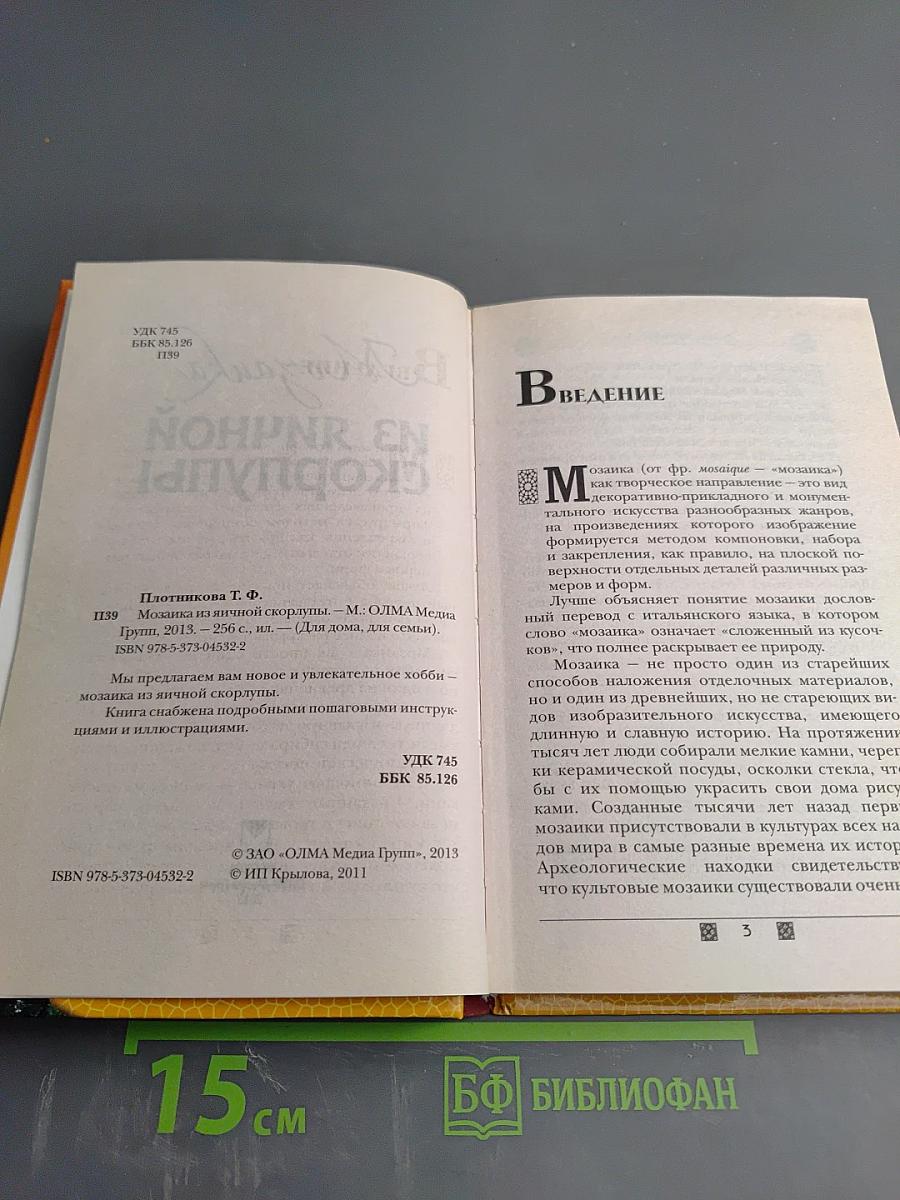 УДК 745
ББК 85.126
П39
Плотникова Т. Ф.
П39 Мозаика из яичной скорлупы. — М.: ОЛМА Медиа
Групп, 2013. — 256 с., ил. — (Для дома, для семьи).
ISBN 978-5-373-04532-2
Мы предлагаем вам новое и увлекательное хобби —
мозаика из яичной скорлупы.
Книга снабжена подробными пошаговыми инструк-
циями и иллюстрациями.
УДК 745
ББК 85.126
© ЗАО «ОЛМА Медиа Групп», 2013
ISBN 978-5-373-04532-2 © ИП Крылова, 2011
ВВЕДЕНИЕ
Мозаика (от фр. mosaique — «мозаика»)
как творческое направление — это вид
декоративно-прикладного и монумен-
тального искусства разнообразных жанров,
на произведениях которого изображение
формируется методом компоновки, набора
и закрепления, как правило, на плоской по-
верхности отдельных деталей различных раз-
меров и форм.
Лучше объясняет понятие мозаики дослов-
ный перевод с итальянского языка, в котором
слово «мозаика» означает «сложенный из кусоч-
ков», что полнее раскрывает ее природу.
Мозаика — не просто один из старейших
способов наложения отделочных материалов,
но и один из древнейших, но не стареющих ви-
дов изобразительного искусства, имеющего
длинную и славную историю. На протяжении
тысяч лет люди собирали мелкие камни, череп
ки керамической посуды, осколки стекла, что
бы с их помощью украсить свои дома рису
ками. Созданные тысячи лет назад перв
мозаики присутствовали в культурах всех на
дов мира в самые разные времена их истор
Археологические находки свидетельству
что культовые мозаики существовали очень
3
15 см
БФ БИБЛИОФАН